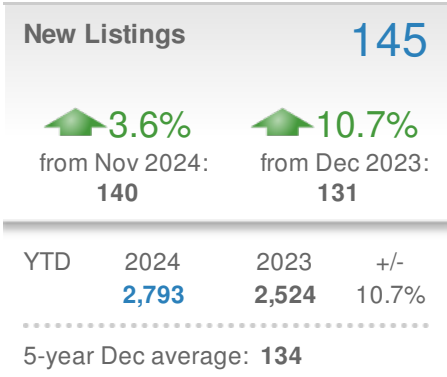 New Listings 145
3.6% 10.7%
from Nov 2024: from Dec 2023:
140 131
YTD 2024 2023 +/-
2,793 2,524 10.7%
5-year Dec average: 134